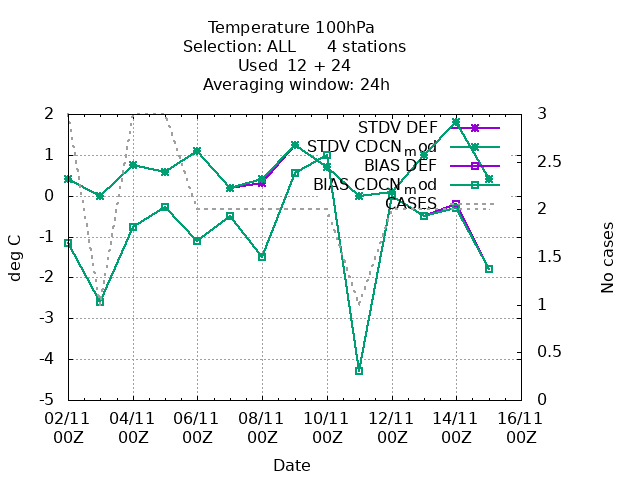 Temperature 100hPa
Selection: ALL 4 stations
Used 12 + 24
Averaging window: 24h
STDV DEF
STDV CDCN_mod
BIAS DEF
BIAS CDCN_mod
CASES
2
1
0
-1
-2
-3
-4
-5
deg C
3
2.5
2
1.5
1
0.5
0
No cases
02/11 04/11 06/11 08/11 10/11 12/11 14/11 16/11
00Z 00Z 00Z 00Z 00Z 00Z 00Z 00Z
Date